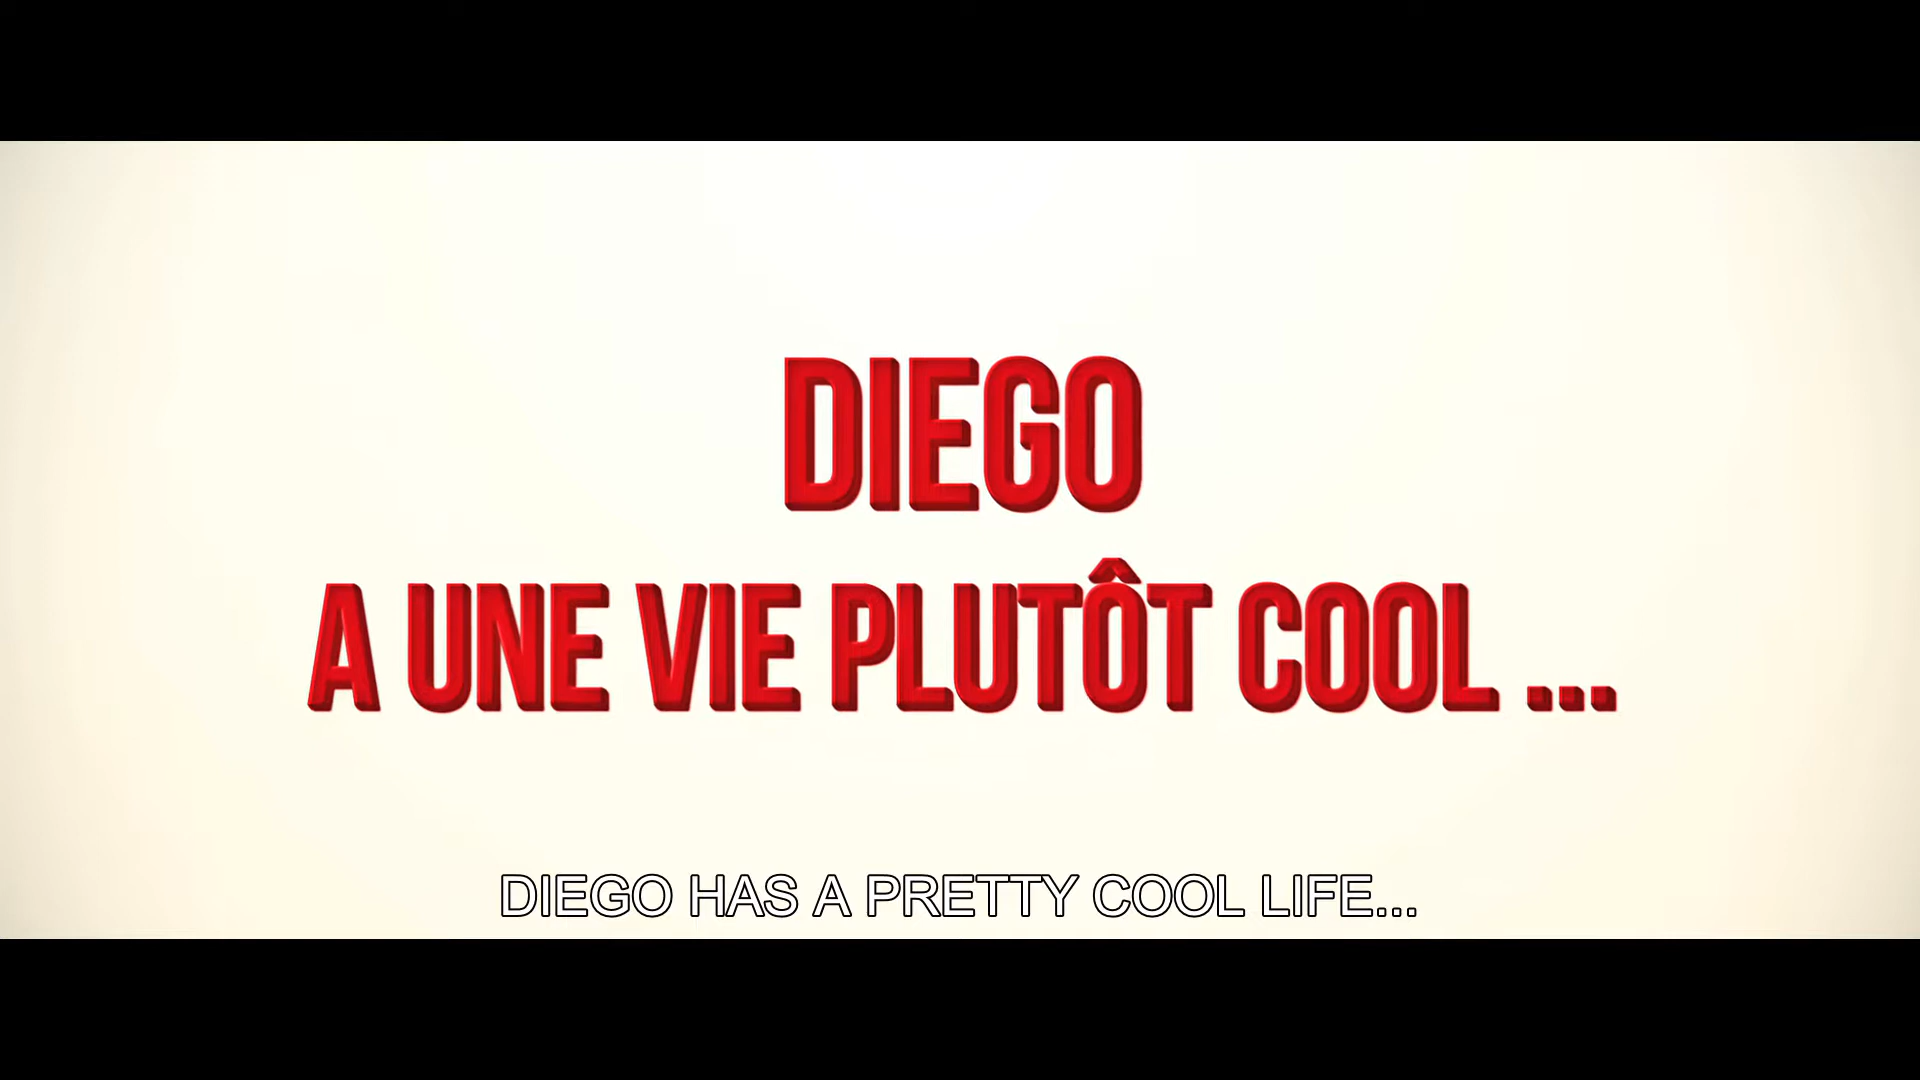 DIEGO
A UNE VIE PLUTÔT COOL ...
DIEGO HAS A PRETTY COOL LIFE...